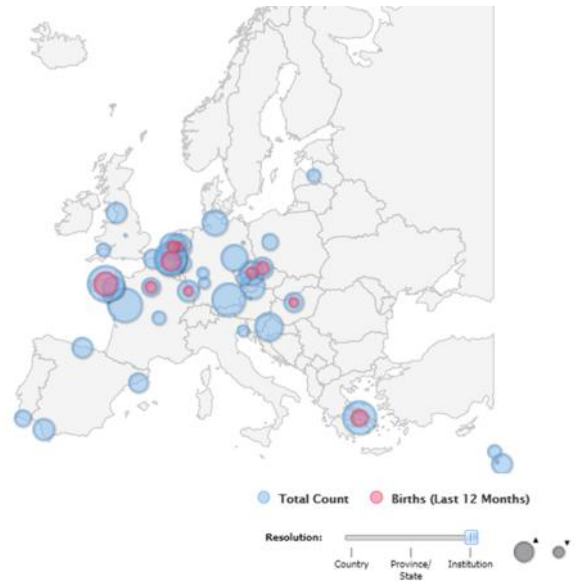 Total Count Births (Last 12 Months)
Resolution:
Country Province/ Institution
State